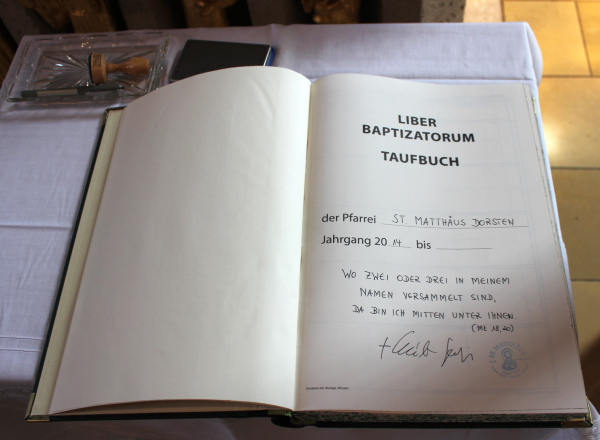 LIBER
BAPTIZATORUM
TAUFBUCH
der Pfarrei ST. MATTHÄUS DORSTEN
Jahrgang 20 14 bis
WO ZWEI ODER DREI IN MEINEM
NAMEN VERSAMMELT SIND,
DA BIN ICH MITTEN UNTER IHNEN.
(Mt 18,20)